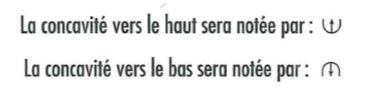 La concavité vers le haut sera notée par :
La concavité vers le bas sera notée par :